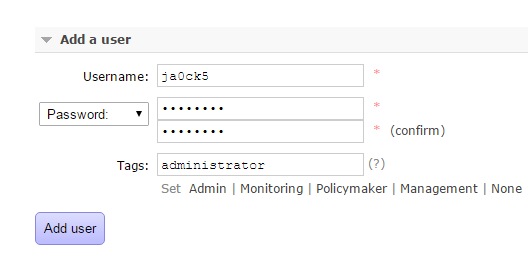 Add a user
Username: ja0ck5 *
Password: •••••••• *
•••••••• * (confirm)
Tags: administrator (?)
Set Admin | Monitoring | Policymaker | Management | None
Add user